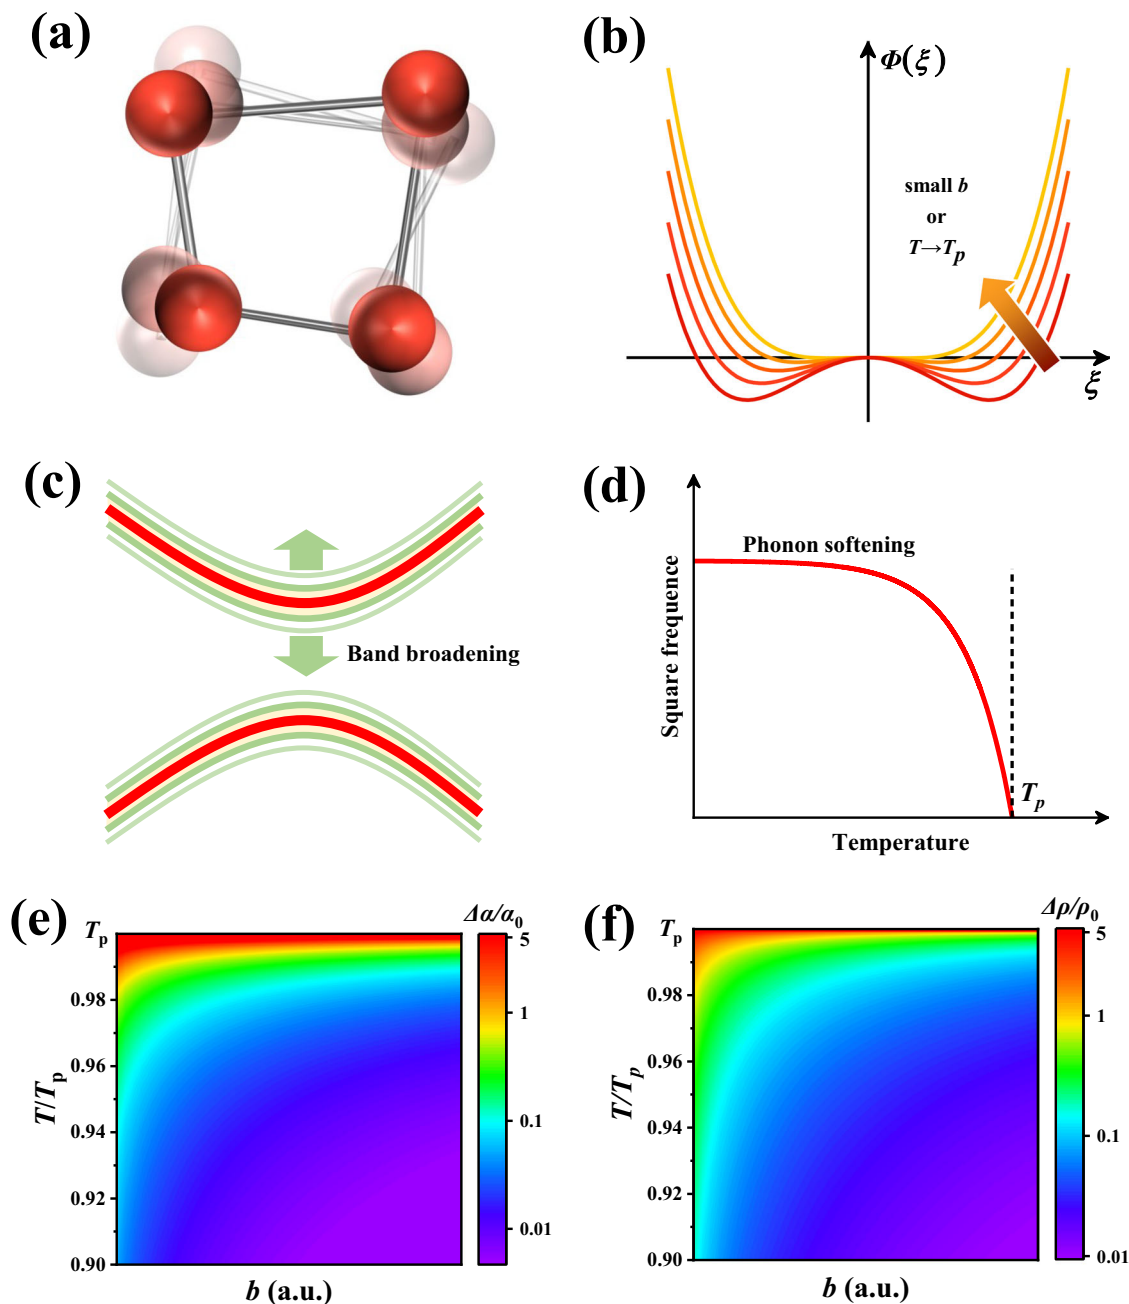 (a)
(b)
Φ(ξ)
small b
or
T→Tp
ξ
(c)
Band broadening
(d)
Phonon softening
Square frequence
Tp
Temperature
(e)
Δα/α0
Tp
0.98
0.96
0.94
0.92
0.90
T/Tp
b (a.u.)
5
1
0.1
0.01
(f)
Δρ/ρ0
Tp
0.98
0.96
0.94
0.92
0.90
T/Tp
b (a.u.)
5
1
0.1
0.01